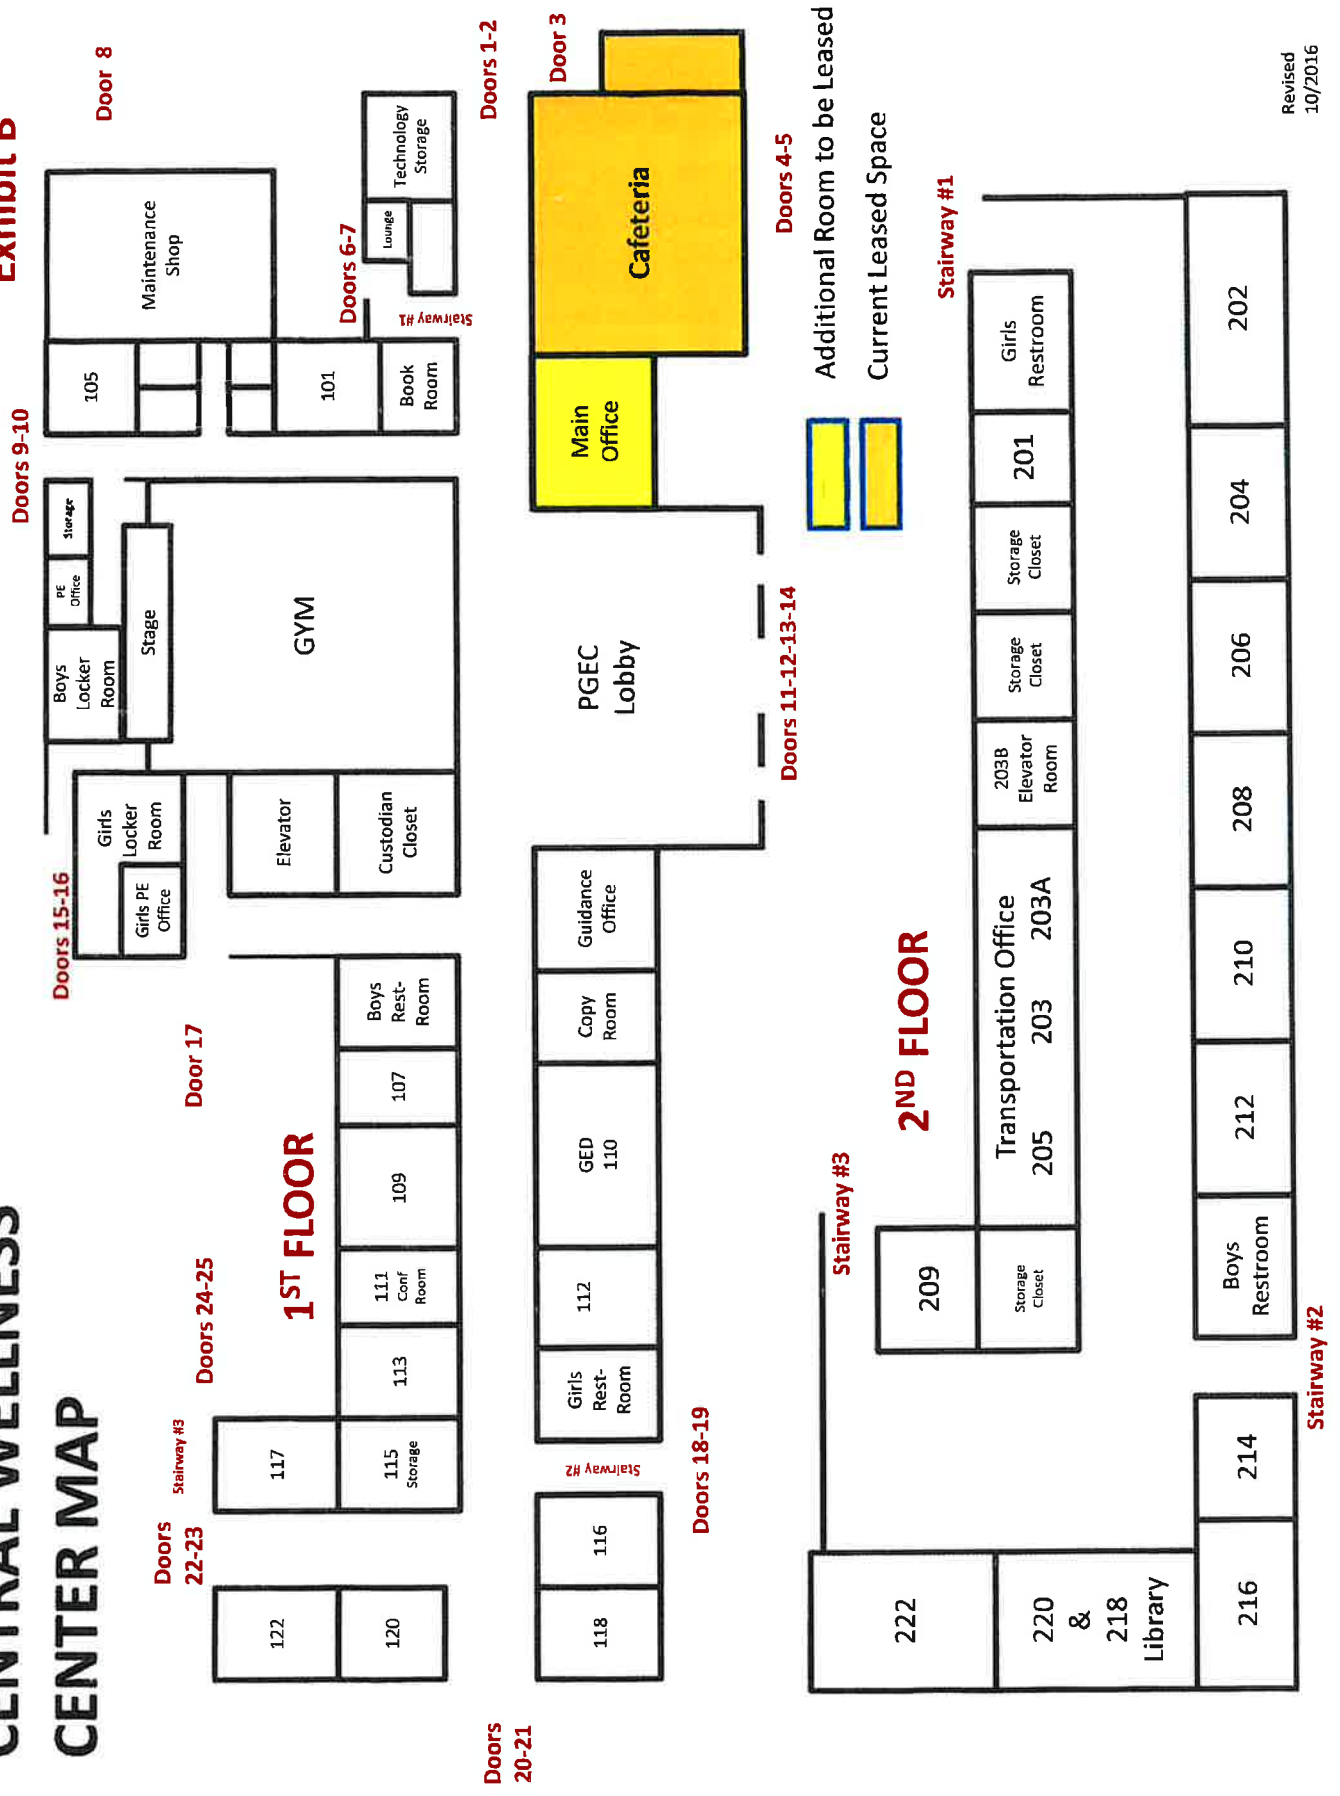 Exhibit B
CENTRAL WELLNESS
CENTER MAP
Doors 15-16
Doors 9-10
Door 8
Girls
Locker
Room
Girls PE
Office
Boys
Locker
Room
PE
Office
Storage
Stage
105
Maintenance
Shop
Doors
22-23
Stairway #3
Doors 24-25
Door 17
122
117
1ST FLOOR
Elevator
GYM
101
Doors 6-7
Lounge
Technology
Storage
120
115
Storage
113
111
Conf
Room
109
107
Boys
Rest-
Room
Custodian
Closet
Book
Room
Stairway #1
Doors 1-2
Doors
20-21
118
116
Stairway #2
Girls
Rest-
Room
112
GED
110
Copy
Room
Guidance
Office
PGEC
Lobby
Main
Office
Cafeteria
Door 3
Doors 18-19
Doors 11-12-13-14
Doors 4-5
Additional Room to be Leased
Current Leased Space
Stairway #3
2ND FLOOR
Stairway #1
222
209
220
&
218
Library
Storage
Closet
Transportation Office
205 203 203A
203B
Elevator
Room
Storage
Closet
Storage
Closet
201
Girls
Restroom
216
214
Boys
Restroom
212
210
208
206
204
202
Stairway #2
Revised
10/2016